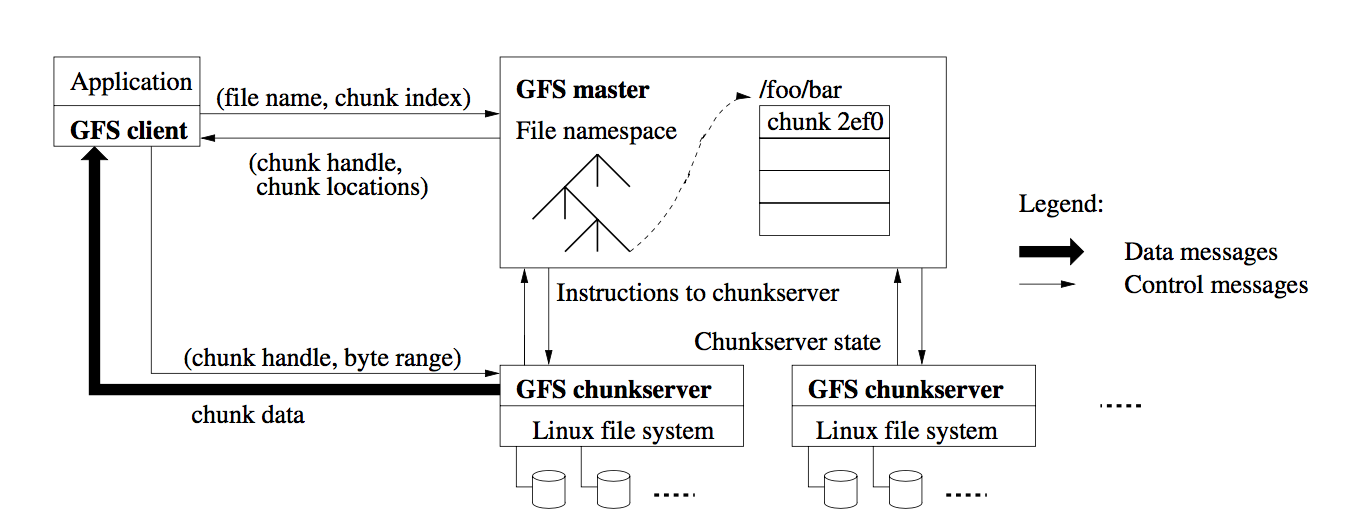 Application
GFS client
(file name, chunk index)
(chunk handle,
chunk locations)
GFS master
File namespace
/foo/bar
chunk 2ef0
Legend:
Data messages
Control messages
Instructions to chunkserver
Chunkserver state
(chunk handle, byte range)
chunk data
GFS chunkserver
Linux file system
GFS chunkserver
Linux file system